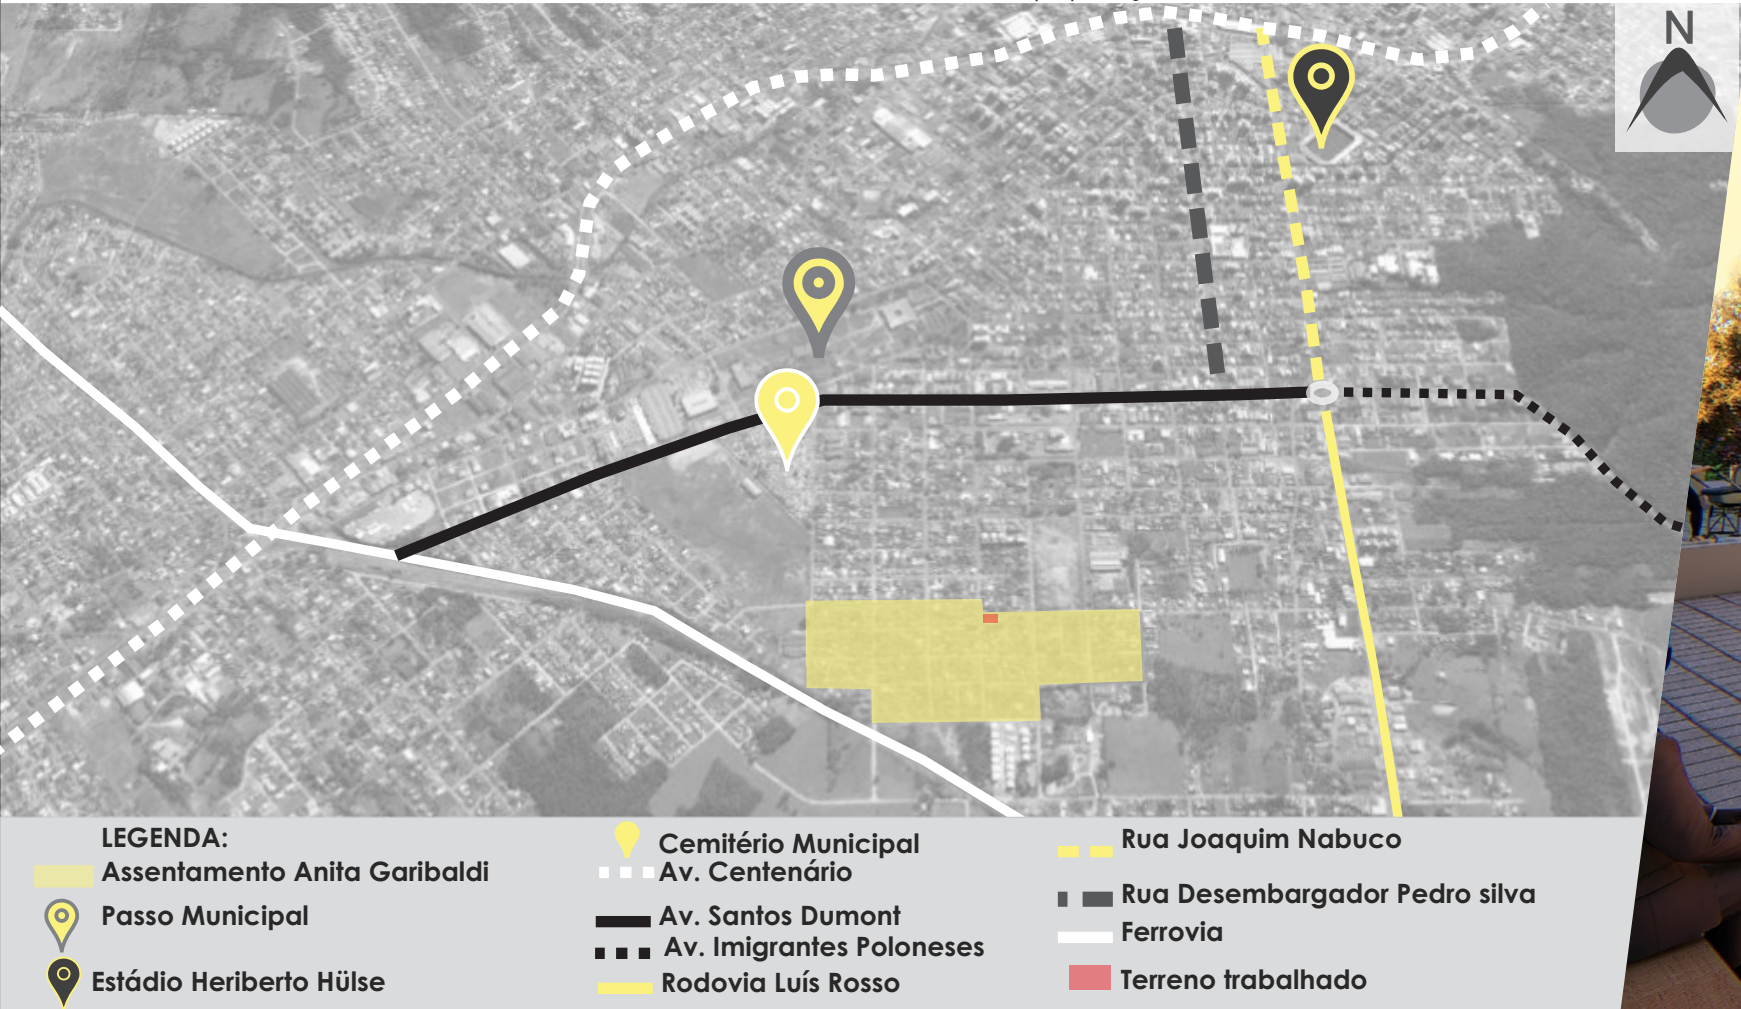 N
LEGENDA:
Assentamento Anita Garibaldi
Passo Municipal
Estádio Heriberto Hülse
Cemitério Municipal
Av. Centenário
Av. Santos Dumont
Av. Imigrantes Poloneses
Rodovia Luís Rosso
Rua Joaquim Nabuco
Rua Desembargador Pedro silva
Ferrovia
Terreno trabalhado